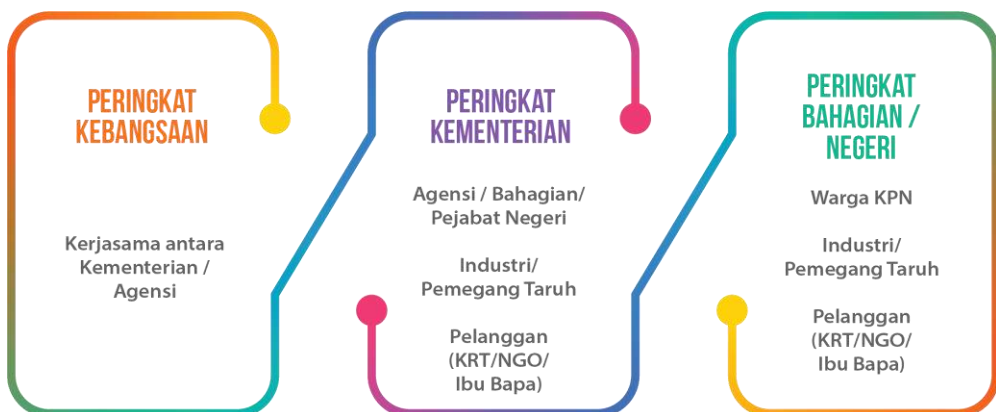 PERINGKAT
KEBANGSAAN
Kerjasama antara
Kementerian /
Agensi
PERINGKAT
KEMENTERIAN
Agensi / Bahagian/
Pejabat Negeri
Industri/
Pemegang Taruh
Pelanggan
(KRT/NGO/
Ibu Bapa)
PERINGKAT
BAHAGIAN /
NEGERI
Warga KPN
Industri/
Pemegang Taruh
Pelanggan
(KRT/NGO/
Ibu Bapa)